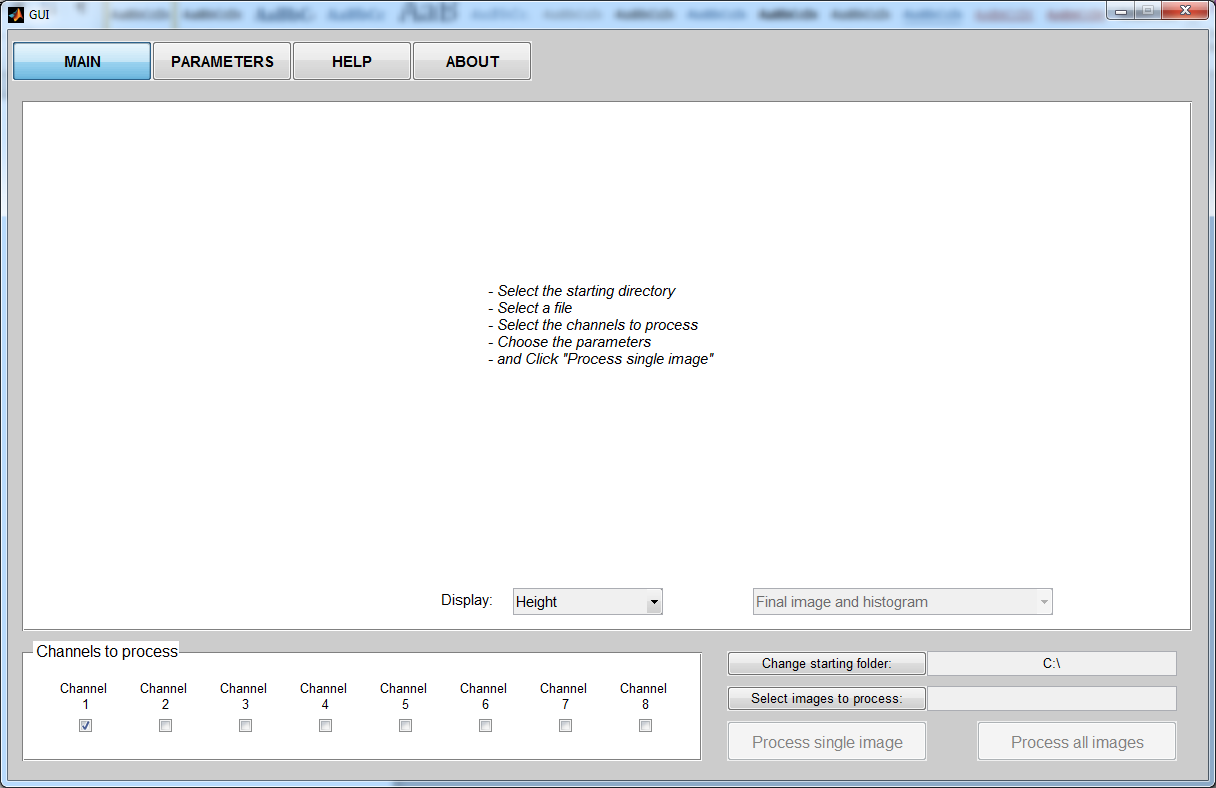 GUI
MAIN PARAMETERS HELP ABOUT
- Select the starting directory
- Select a file
- Select the channels to process
- Choose the parameters
- and Click "Process single image"
Display: Height Final image and histogram
Channels to process
Channel Channel Channel Channel Channel Channel Channel Channel
1 2 3 4 5 6 7 8
Change starting folder: C:\
Select images to process:
Process single image Process all images